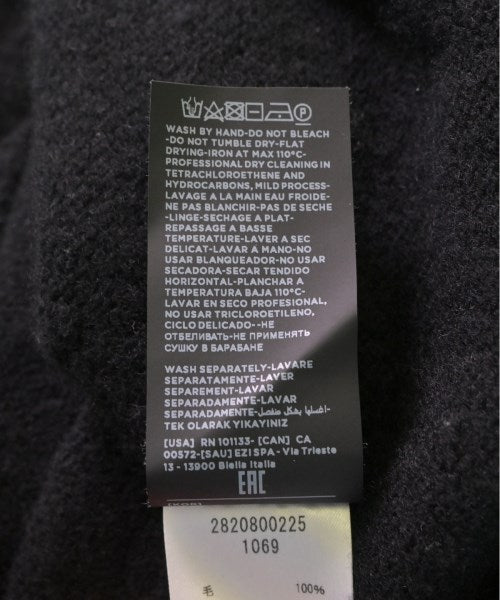 WASH BY HAND-DO NOT BLEACH
-DO NOT TUMBLE DRY-FLAT
DRYING-IRON AT MAX 110°C-
PROFESSIONAL DRY CLEANING IN
TETRACHLOROETHENE AND
HYDROCARBONS, MILD PROCESS-
LAVAGE A LA MAIN EAU FROIDE-
NE PAS BLANCHIR-PAS DE SECHE
-LINGE-SECHAGE A PLAT-
REPASSAGE A BASSE
TEMPERATURE-LAVER A SEC
DELICAT-LAVAR A MANO-NO
USAR BLANQUEADOR-NO USAR
SECADORA-SECAR TENDIDO
HORIZONTAL-PLANCHAR A
TEMPERATURA BAJA 110°C-
LAVAR EN SECO PROFESIONAL,
NO USAR TRICLOROETILENO,
CICLO DELICADO--НЕ
ОТБЕЛИВАТЬ-НЕ ПРИМЕНЯТЬ
СУШКУ В БАРАБАНЕ
WASH SEPARATELY-LAVARE
SEPARATAMENTE-LAVER
SEPAREMENT-LAVAR
SEPARADAMENTE-LAVAR
SEPARADAMENTE-اغسلها بشكل منفصل-
TEK OLARAK YIKAYINIZ
[USA] RN 101133- [CAN] CA
00572-[SAU] EZI SPA - Via Trieste
13 - 13900 Biella Italia
EAC
[KOR]
2820800225
1069
毛 100%